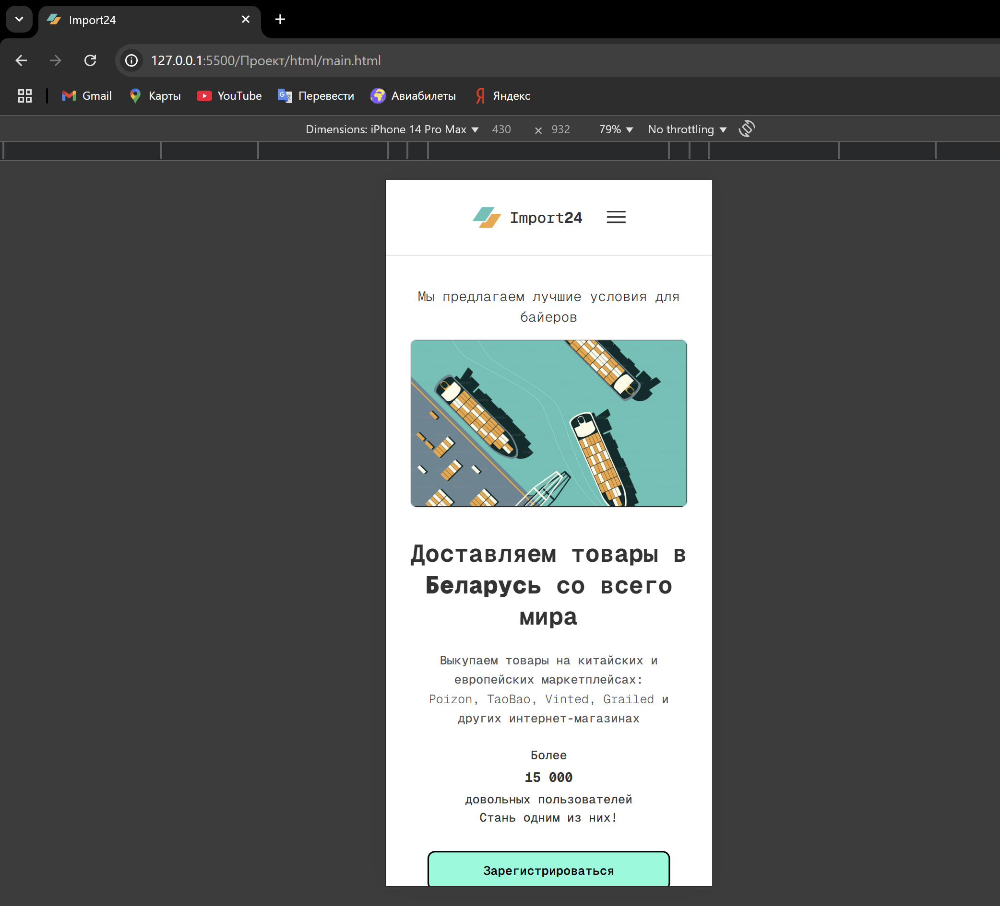 Import24
127.0.0.1:5500/Проект/html/main.html
Gmail Карты YouTube Перевести Авиабилеты Яндекс
Dimensions: iPhone 14 Pro Max 430 × 932 79% No throttling
Import24
Мы предлагаем лучшие условия для
байеров
Доставляем товары в
Беларусь со всего
мира
Выкупаем товары на китайских и
европейских маркетплейсах:
Poizon, TaoBao, Vinted, Grailed и
других интернет-магазинах
Более
15 000
довольных пользователей
Стань одним из них!
Зарегистрироваться